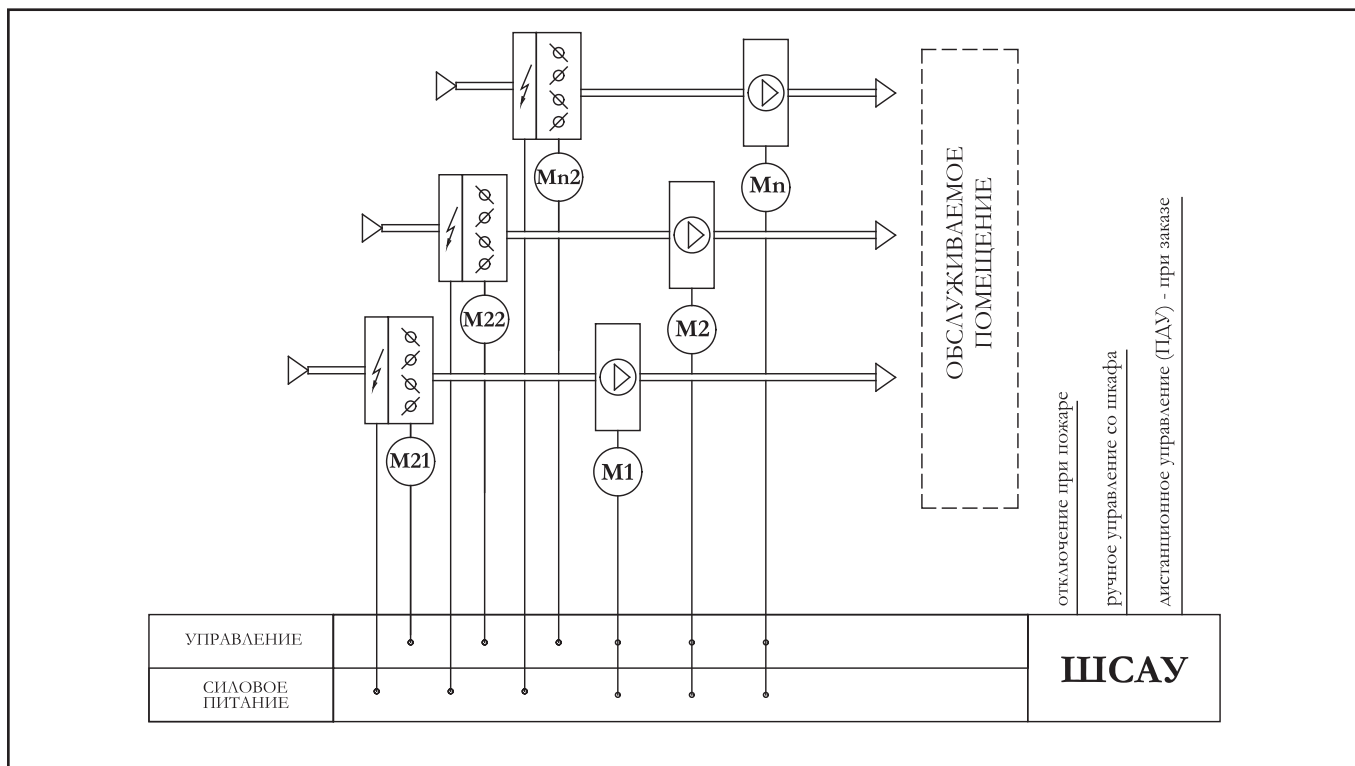 Mn2
Mn
M22
M2
M21
M1
ОБСЛУЖИВАЕМОЕ
ПОМЕЩЕНИЕ
отключение при пожаре
ручное управление со шкафа
дистанционное управление (ПДУ) - при заказе
УПРАВЛЕНИЕ
СИЛОВОЕ
ПИТАНИЕ
ШСАУ